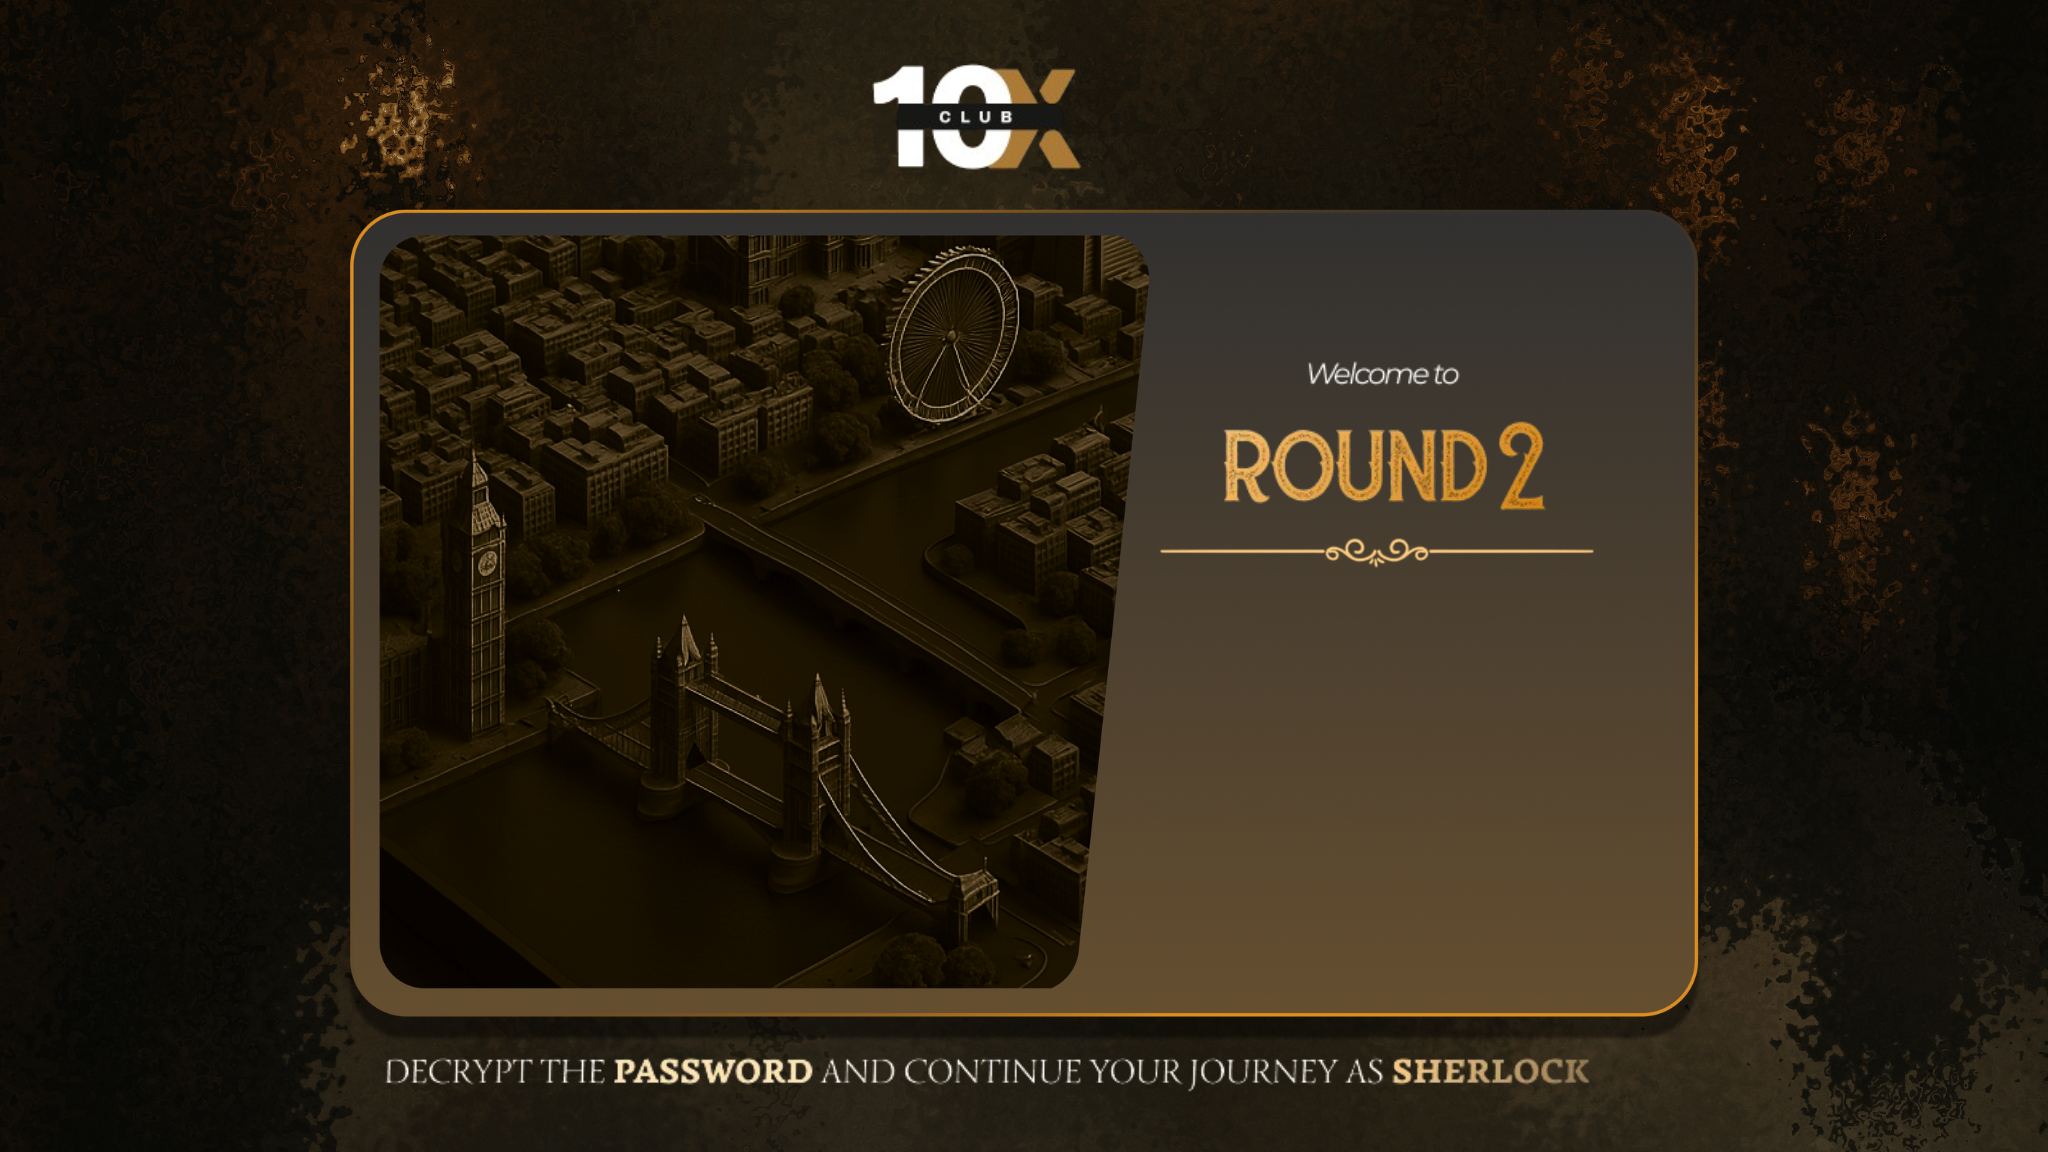 10X
CLUB
Welcome to
ROUND 2
DECRYPT THE PASSWORD AND CONTINUE YOUR JOURNEY AS SHERLOCK